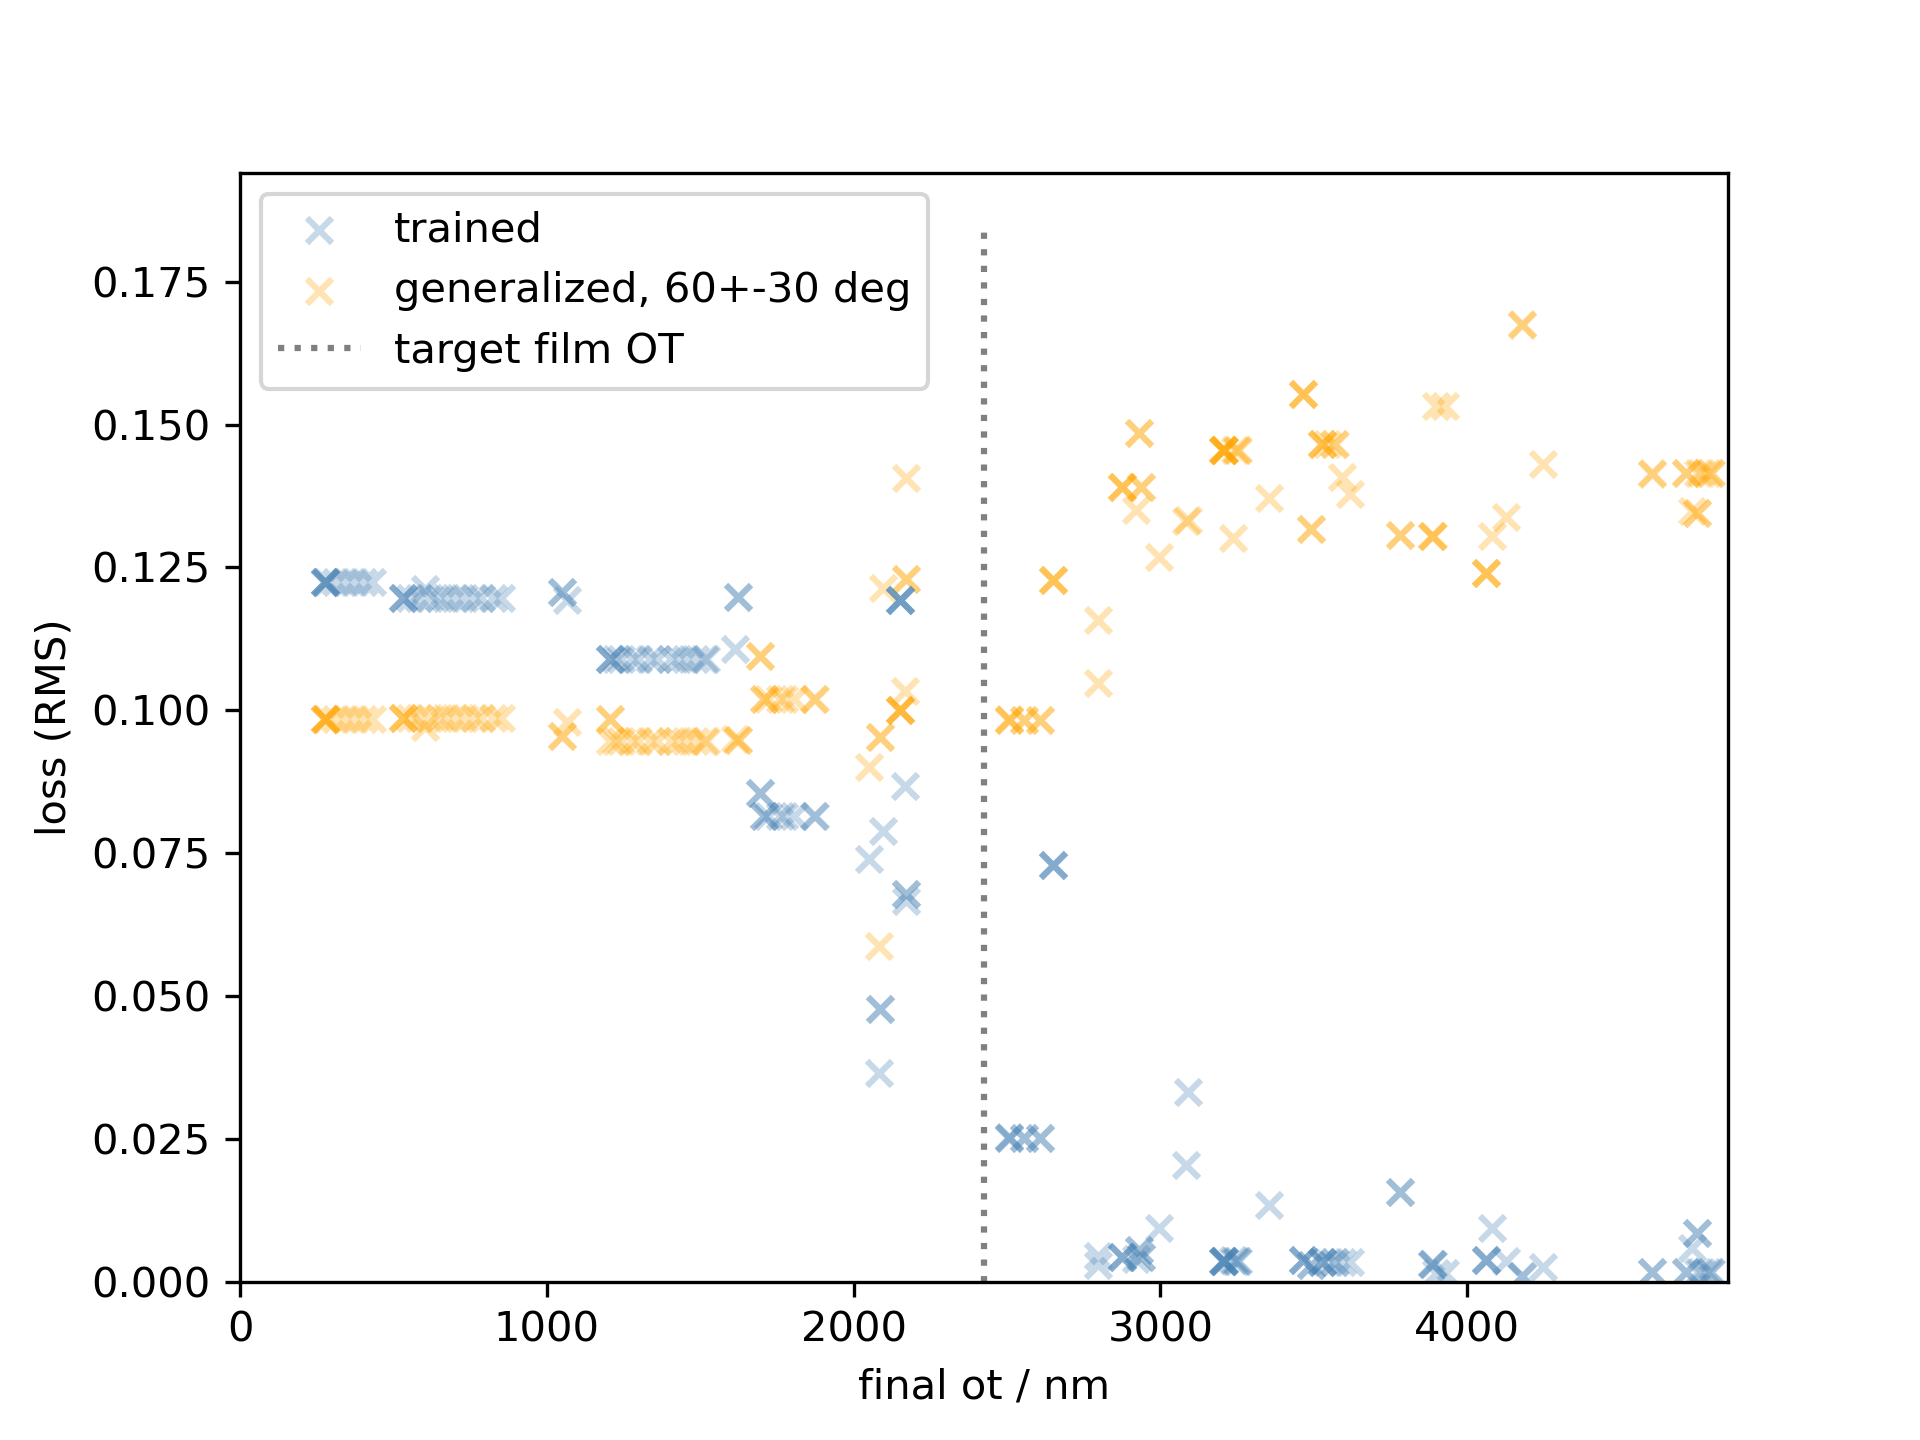 trained
generalized, 60+-30 deg
target film OT
0.175
0.150
0.125
0.100
0.075
0.050
0.025
0.000
loss (RMS)
0 1000 2000 3000 4000
final ot / nm